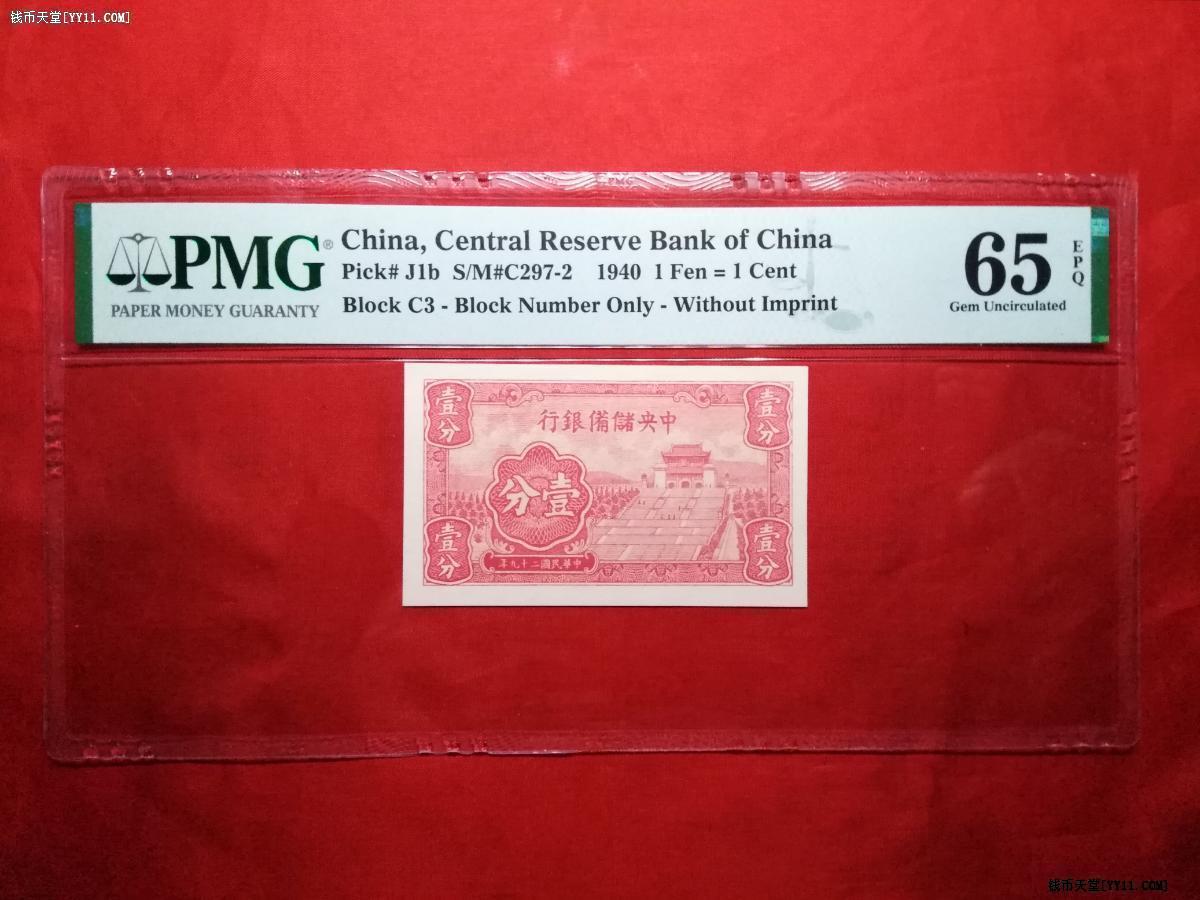 钱币天堂[YY11.COM]
PMG®
PAPER MONEY GUARANTY
China, Central Reserve Bank of China
Pick# J1b S/M#C297-2 1940 1 Fen = 1 Cent
Block C3 - Block Number Only - Without Imprint
65
EPQ
Gem Uncirculated
壹分
行銀備儲央中
壹分
分壹
壹分
年九十二國民華中
壹分
钱币天堂[YY11.COM]